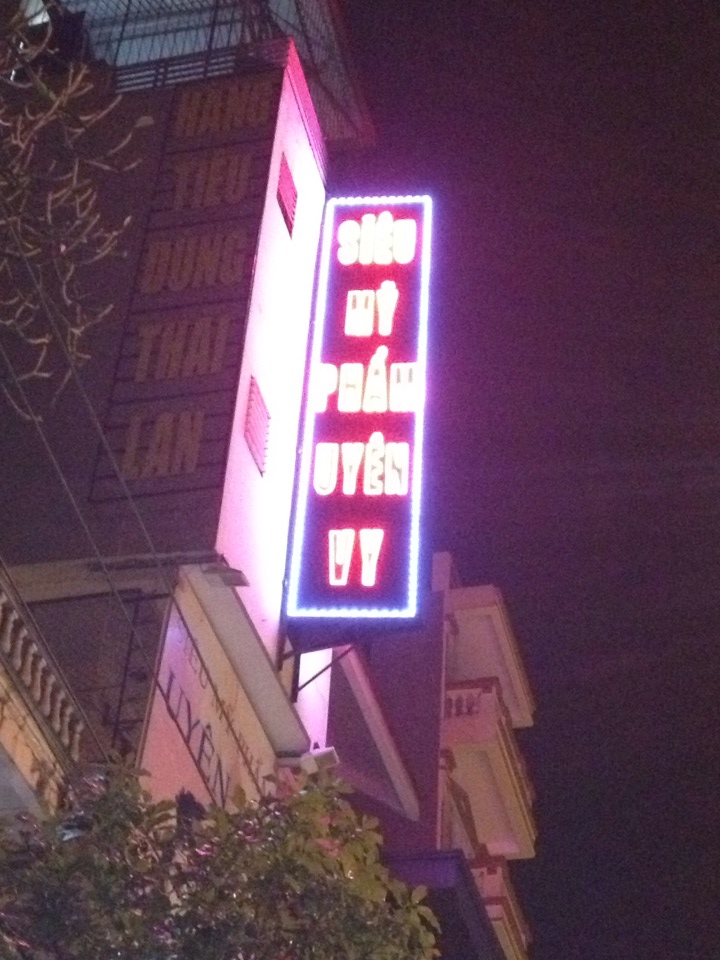 HÀNG
TIÊU
DÙNG
THÁI
LAN
SIÊU
MỸ
PHẨM
UYÊN
VY
UYÊN